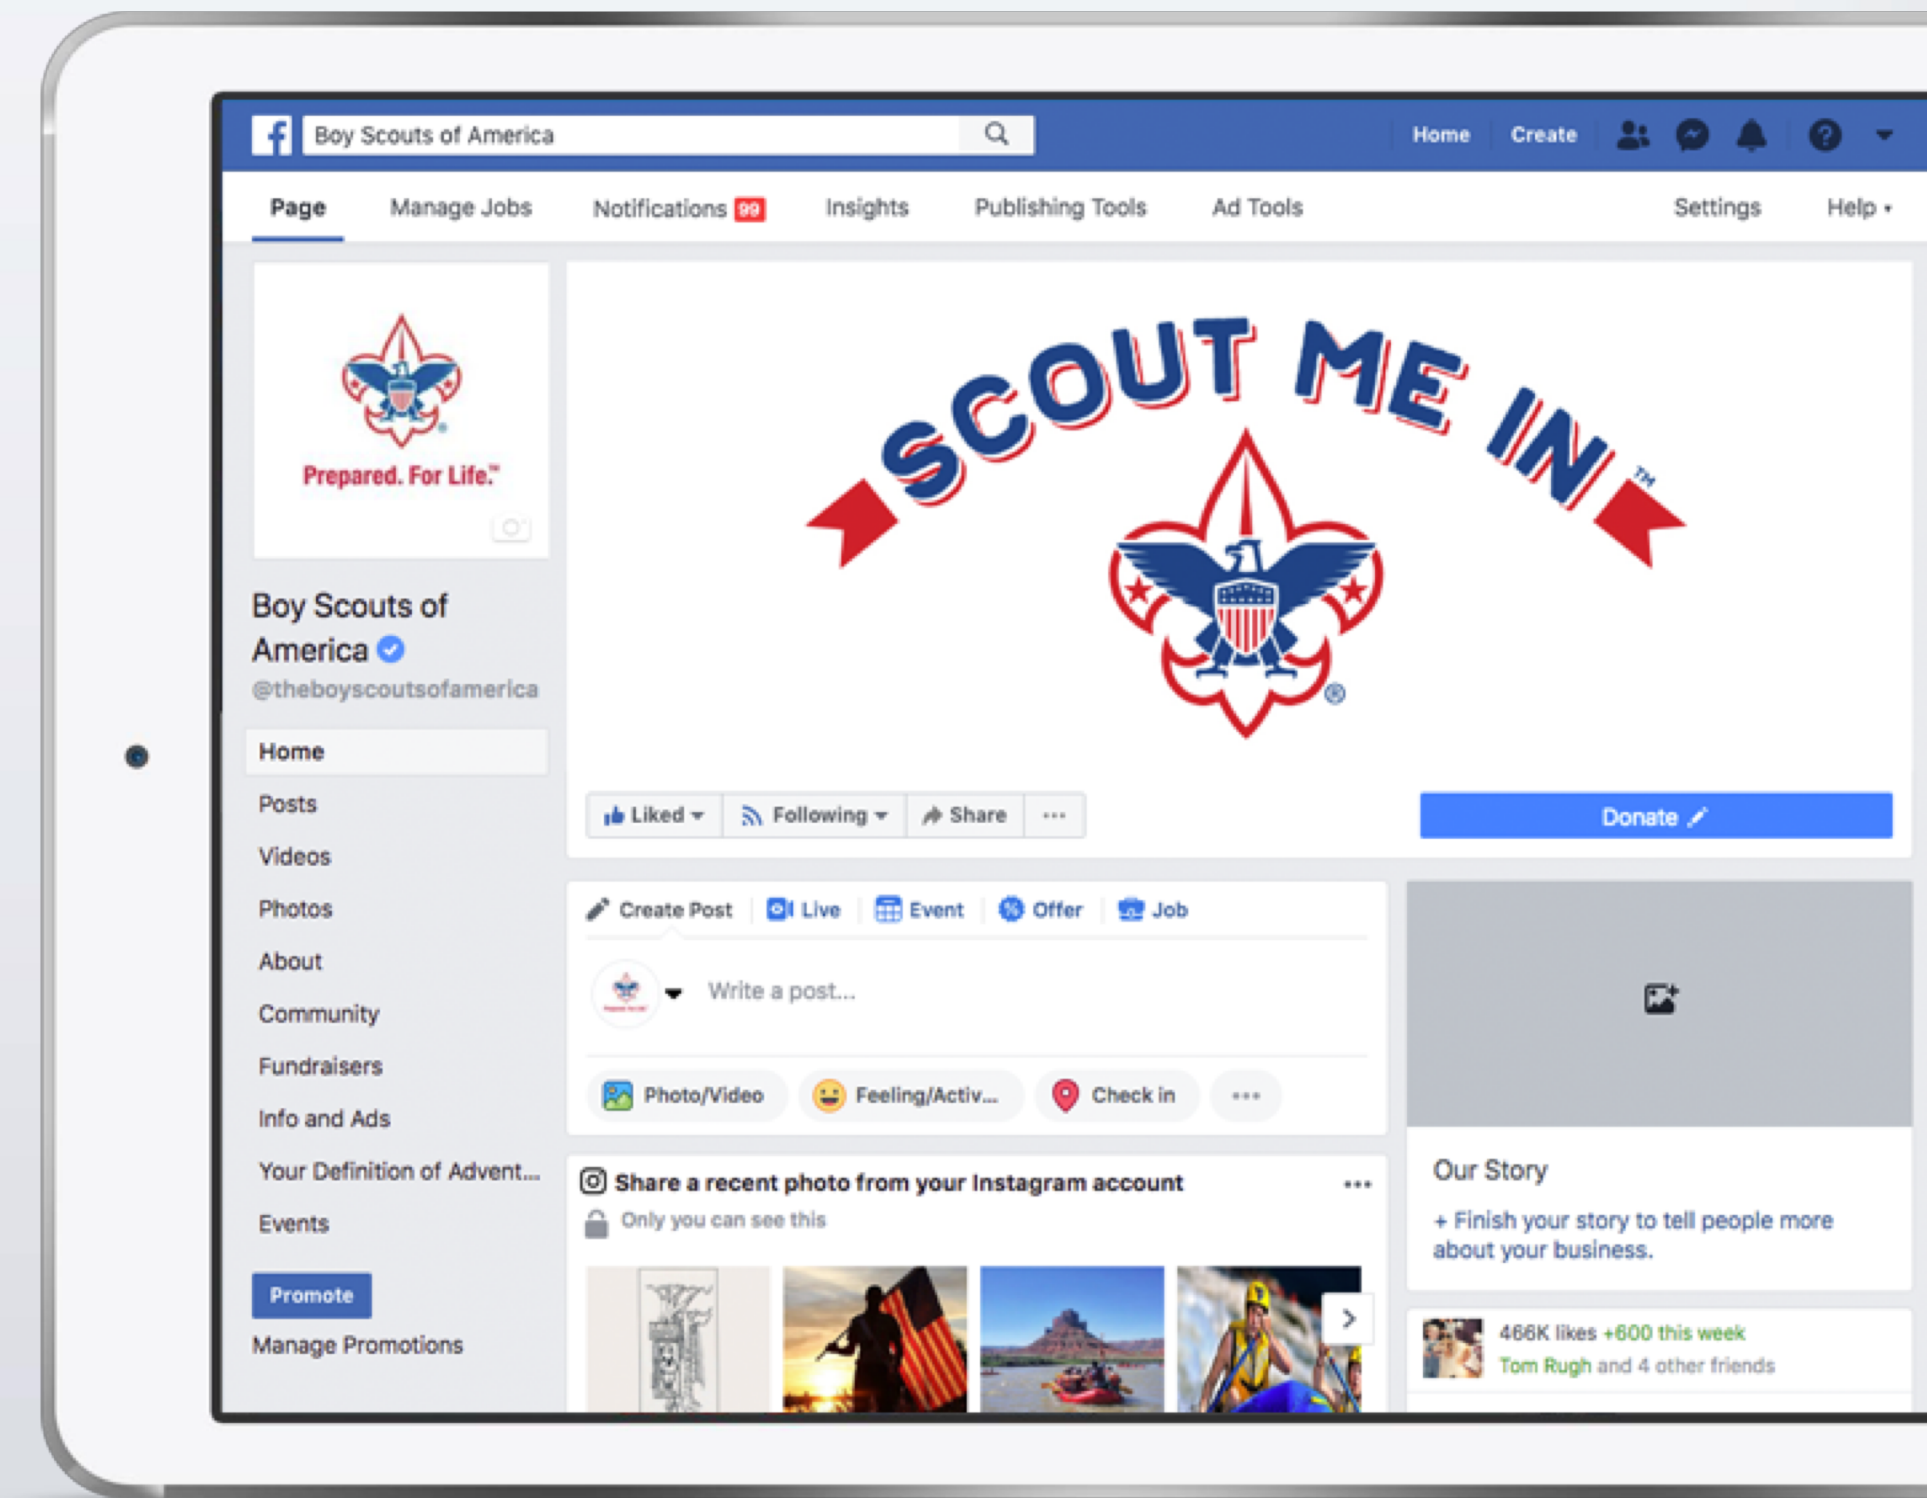 Boy Scouts of America
Home Create
Page Manage Jobs Notifications 99 Insights Publishing Tools Ad Tools Settings Help
Prepared. For Life.™
Boy Scouts of
America
@theboyscoutsofamerica
Home
Posts
Videos
Photos
About
Community
Fundraisers
Info and Ads
Your Definition of Advent...
Events
Promote
Manage Promotions
SCOUT ME IN™
®
Liked Following Share ...
Donate
Create Post Live Event Offer Job
Write a post...
Photo/Video Feeling/Activ... Check in ...
Share a recent photo from your Instagram account ...
Only you can see this
Our Story
+ Finish your story to tell people more
about your business.
466K likes +600 this week
Tom Rugh and 4 other friends